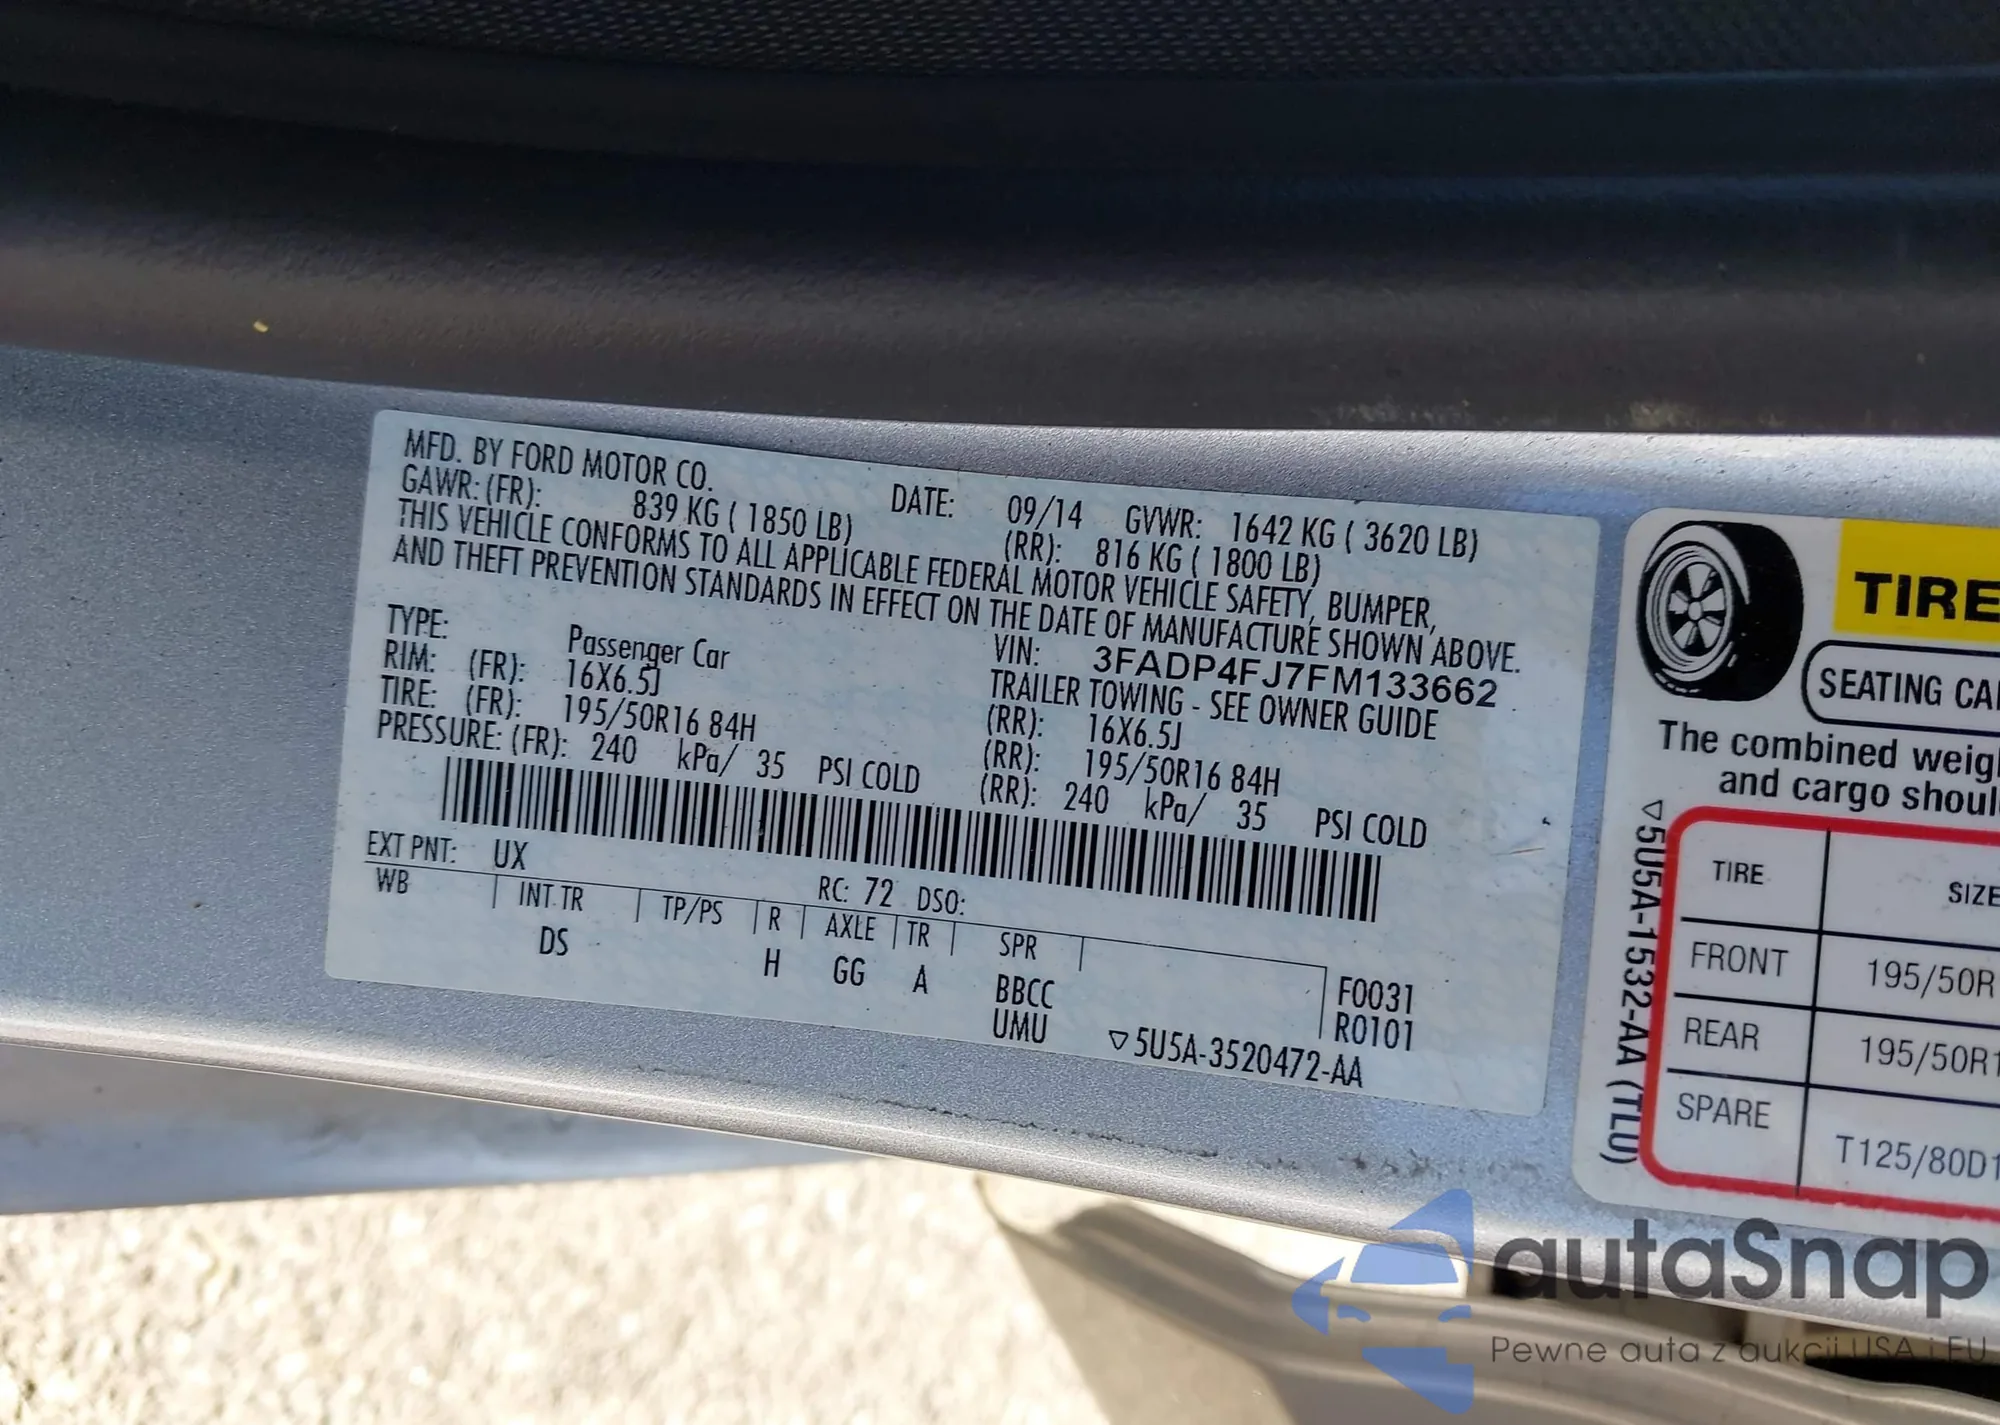 MFD. BY FORD MOTOR CO.
DATE: 09/14 GVWR: 1642 KG ( 3620 LB)
GAWR: (FR): 839 KG ( 1850 LB) (RR): 816 KG ( 1800 LB)
THIS VEHICLE CONFORMS TO ALL APPLICABLE FEDERAL MOTOR VEHICLE SAFETY, BUMPER,
AND THEFT PREVENTION STANDARDS IN EFFECT ON THE DATE OF MANUFACTURE SHOWN ABOVE.
VIN: 3FADP4FJ7FM133662
TYPE: Passenger Car TRAILER TOWING - SEE OWNER GUIDE
RIM: (FR): 16X6.5J (RR): 16X6.5J
TIRE: (FR): 195/50R16 84H (RR): 195/50R16 84H
PRESSURE: (FR): 240 kPa/ 35 PSI COLD (RR): 240 kPa/ 35 PSI COLD
EXT PNT: UX RC: 72 DSO:
WB INT TR TP/PS R AXLE TR SPR
DS H GG A BBCC F0031
UMU R0101
▽5U5A-3520472-AA
TIRE
SEATING CA
The combined weig
and cargo shoul
▽5U5A-1532-AA (TLU)
TIRE SIZE
FRONT 195/50R
REAR 195/50R1
SPARE T125/80D1
autaSnap
Pewne auta z aukcji USA i EU